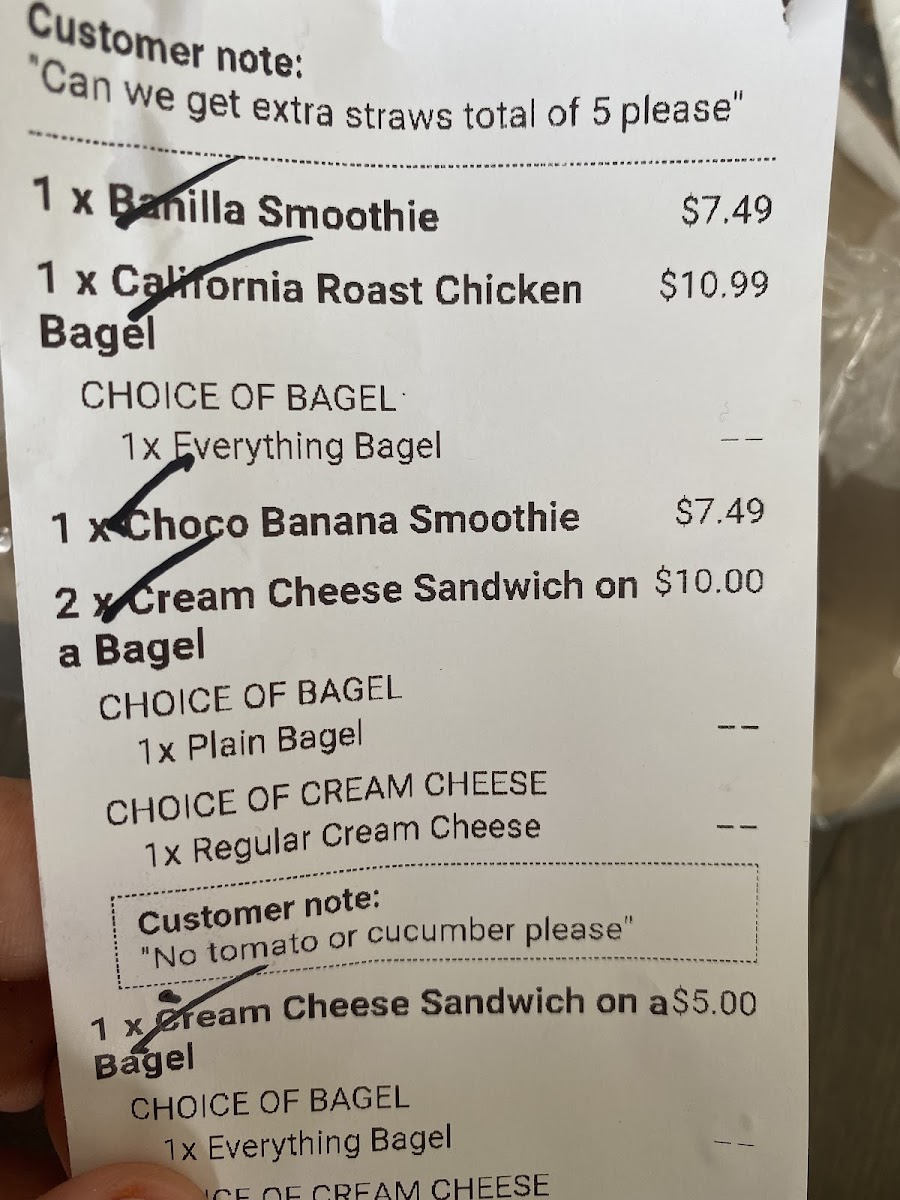 Customer note:
"Can we get extra straws total of 5 please"
1 x Banilla Smoothie $7.49
1 x California Roast Chicken $10.99
Bagel
CHOICE OF BAGEL
1x Everything Bagel --
1 x Choco Banana Smoothie $7.49
2 x Cream Cheese Sandwich on $10.00
a Bagel
CHOICE OF BAGEL
1x Plain Bagel --
CHOICE OF CREAM CHEESE
1x Regular Cream Cheese --
Customer note:
"No tomato or cucumber please"
1 x Cream Cheese Sandwich on a $5.00
Bagel
CHOICE OF BAGEL
1x Everything Bagel --
OF CREAM CHEESE